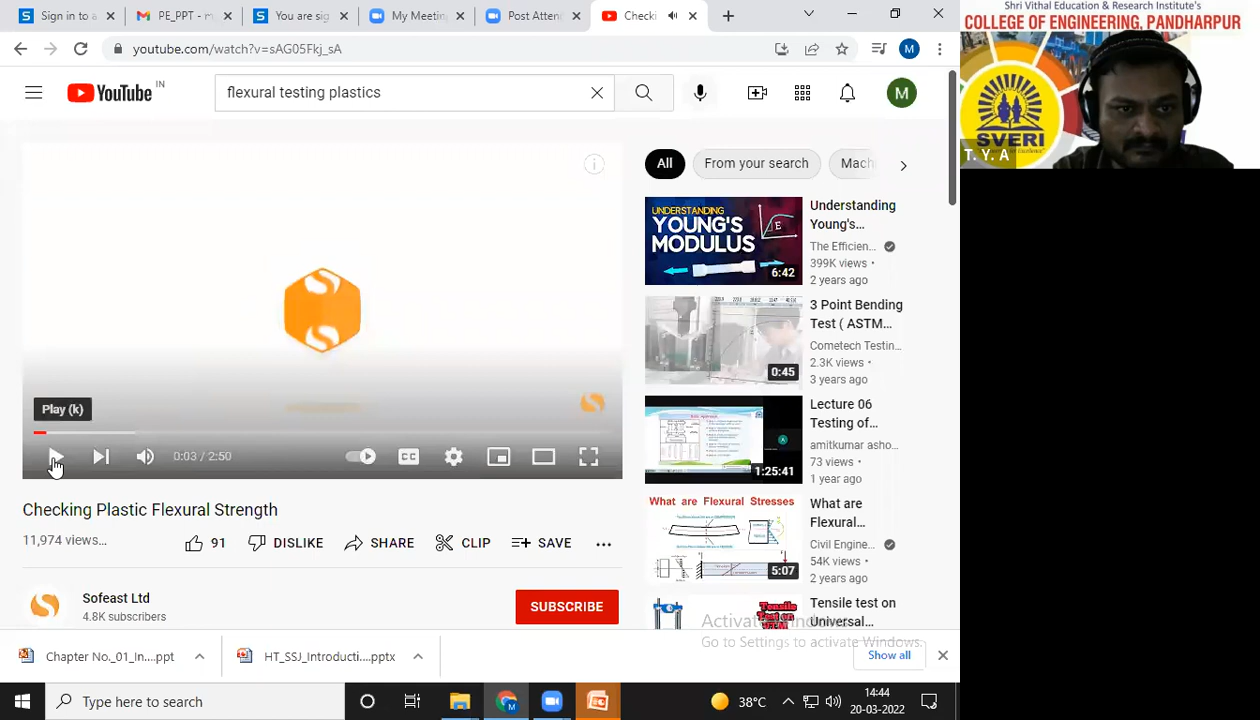 Sign in to a
PE_PPT - m
You are sig
My Meetin
Post Atten
Checki
youtube.com/watch?v=sAG05Fkj_sA
M
YouTube
IN
flexural testing plastics
M
All
From your search
Mach
Understanding
Young's...
The Efficien...
399K views •
2 years ago
UNDERSTANDING
YOUNG'S
MODULUS
E
6:42
3 Point Bending
Test ( ASTM...
Cometech Testin...
2.3K views •
3 years ago
0:45
Lecture 06
Testing of...
amitkumar asho...
73 views •
1 year ago
1:25:41
What are Flexural Stresses
5:07
What are
Flexural...
Civil Engine...
54K views •
2 years ago
Tensile test on
Universal
Tensile
Test on
Play (k)
0:03 / 2:50
CC
Checking Plastic Flexural Strength
11,974 views...
91
DISLIKE
SHARE
CLIP
SAVE
Sofeast Ltd
4.8K subscribers
SUBSCRIBE
Activate Windows
Go to Settings to activate Windows.
Chapter No._01_In....ppt
HT_SSJ_Introducti....pptx
Show all
Type here to search
38°C
14:44
20-03-2022
Shri Vithal Education & Research Institute's
COLLEGE OF ENGINEERING, PANDHARPUR
SVERI
T. Y. A